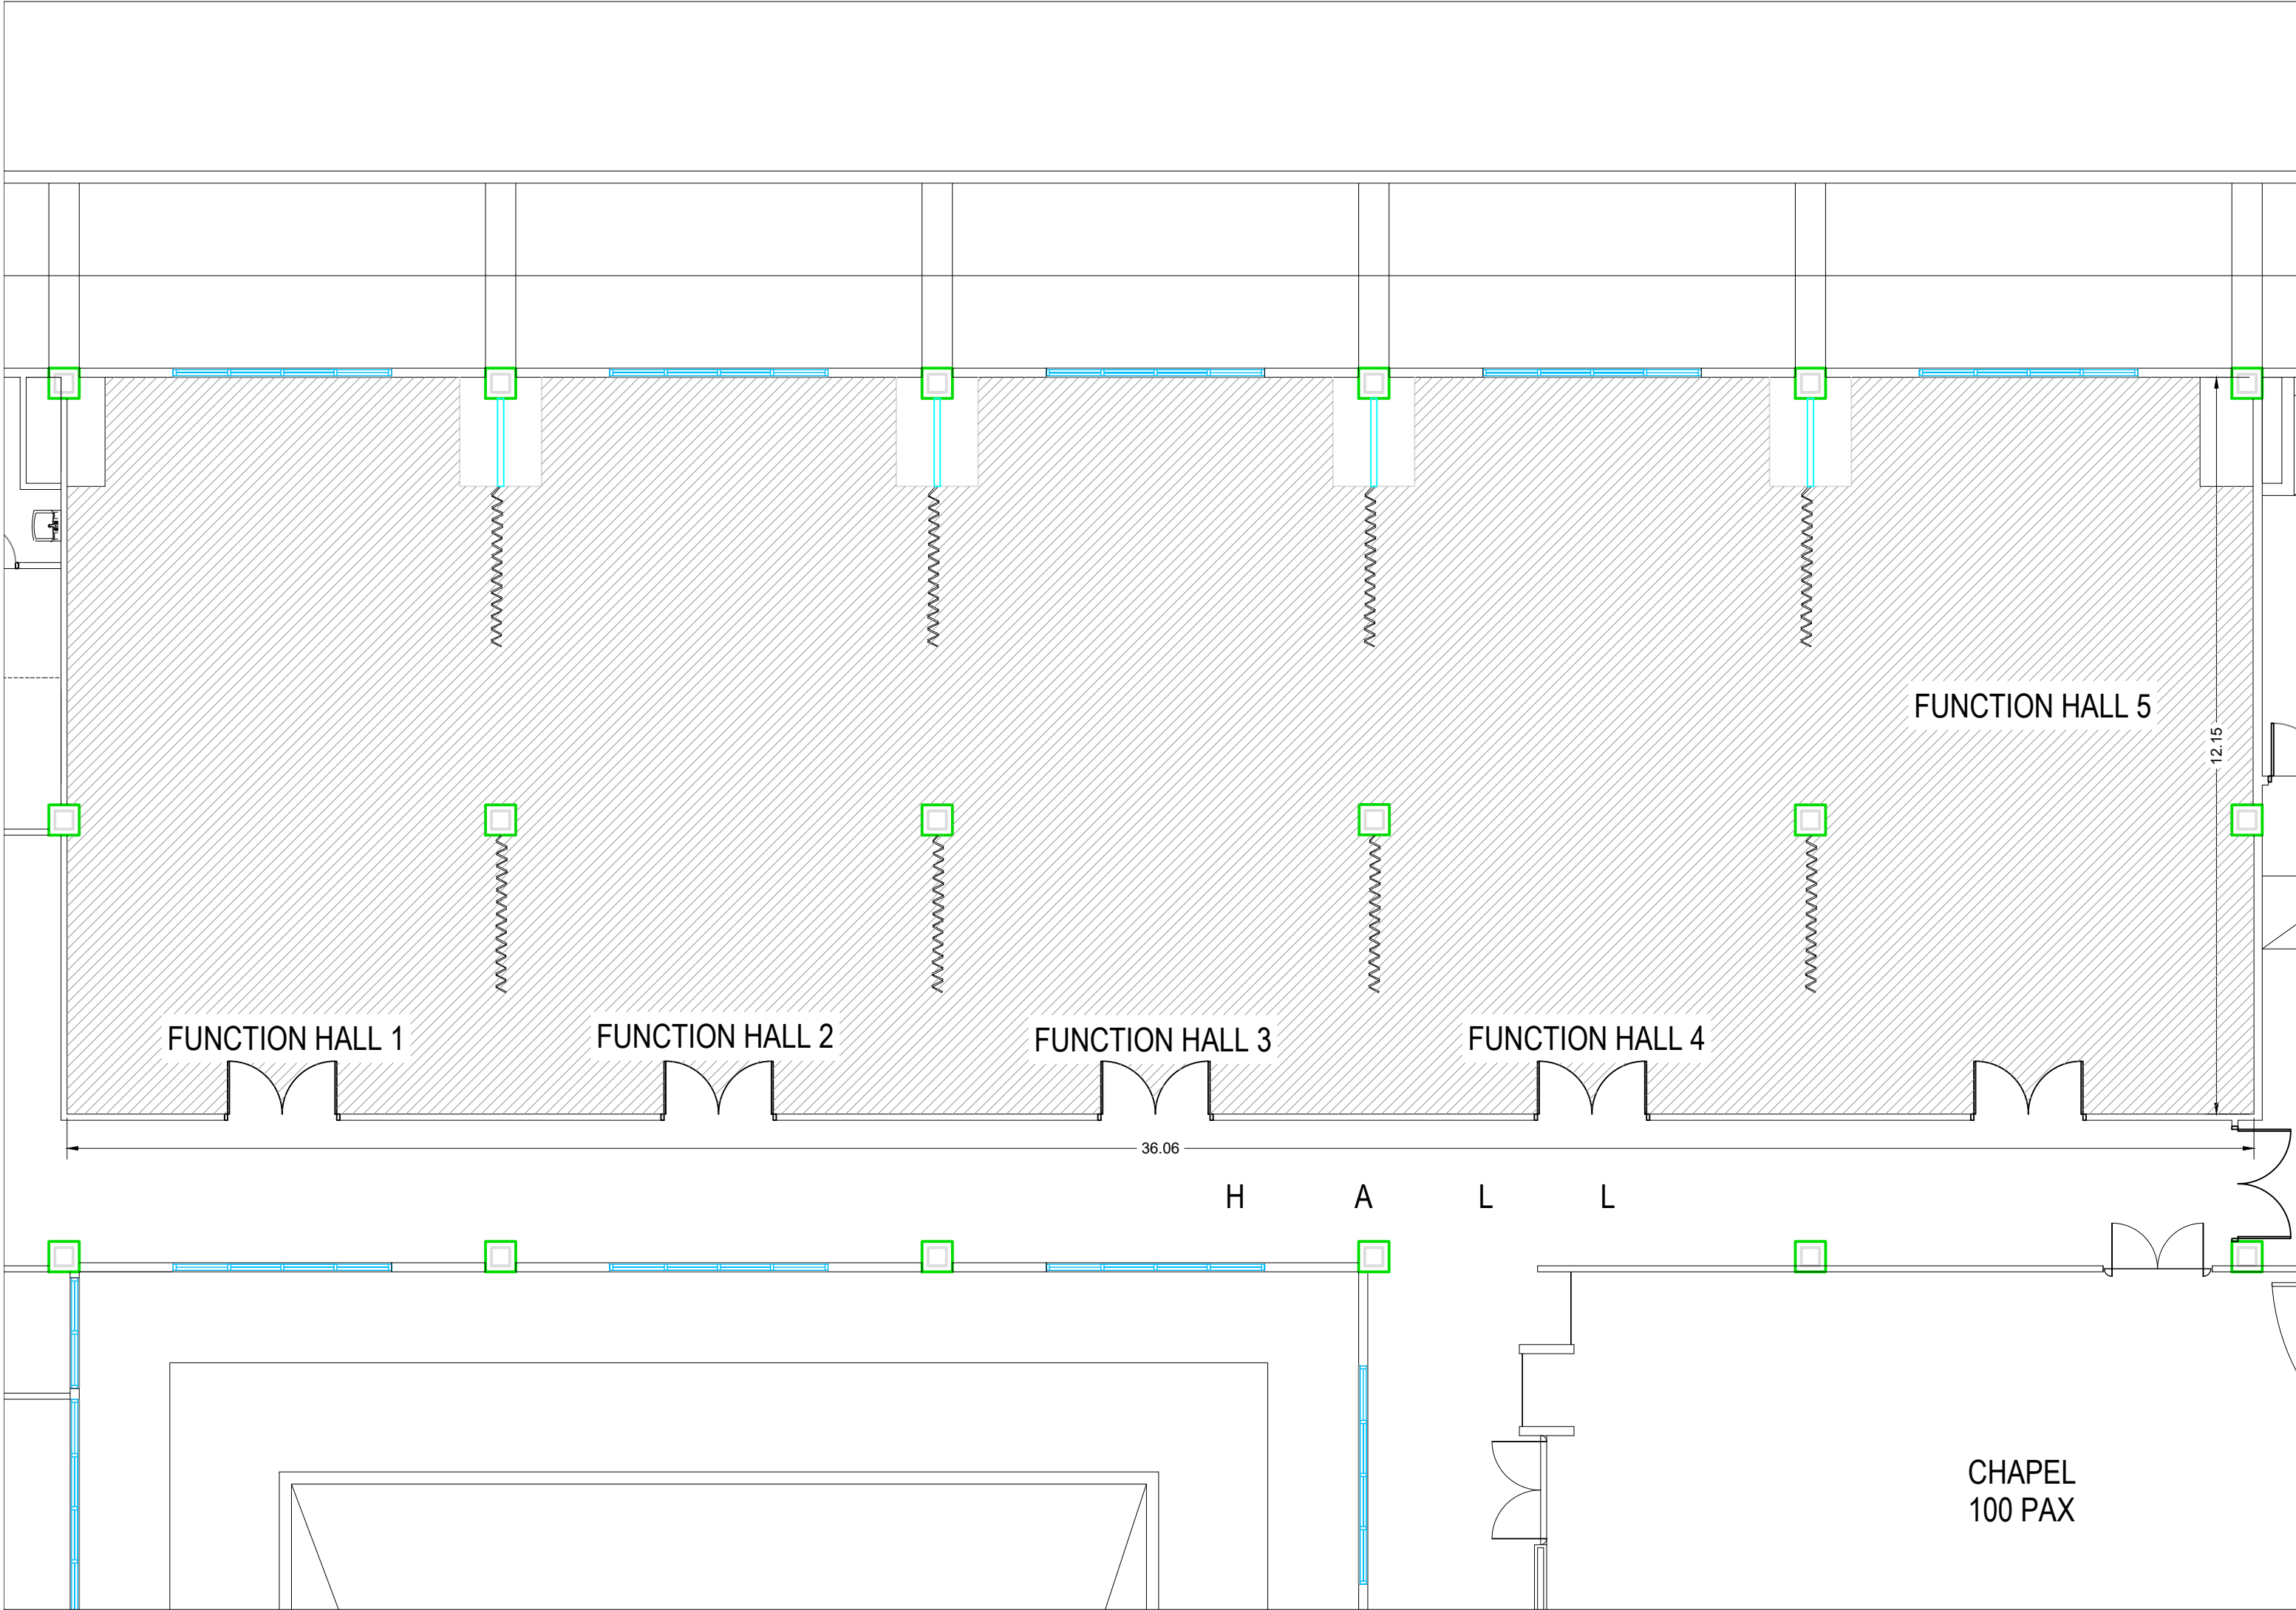 FUNCTION HALL 5
12.15
FUNCTION HALL 1
FUNCTION HALL 2
FUNCTION HALL 3
FUNCTION HALL 4
36.06
H A L L
CHAPEL
100 PAX